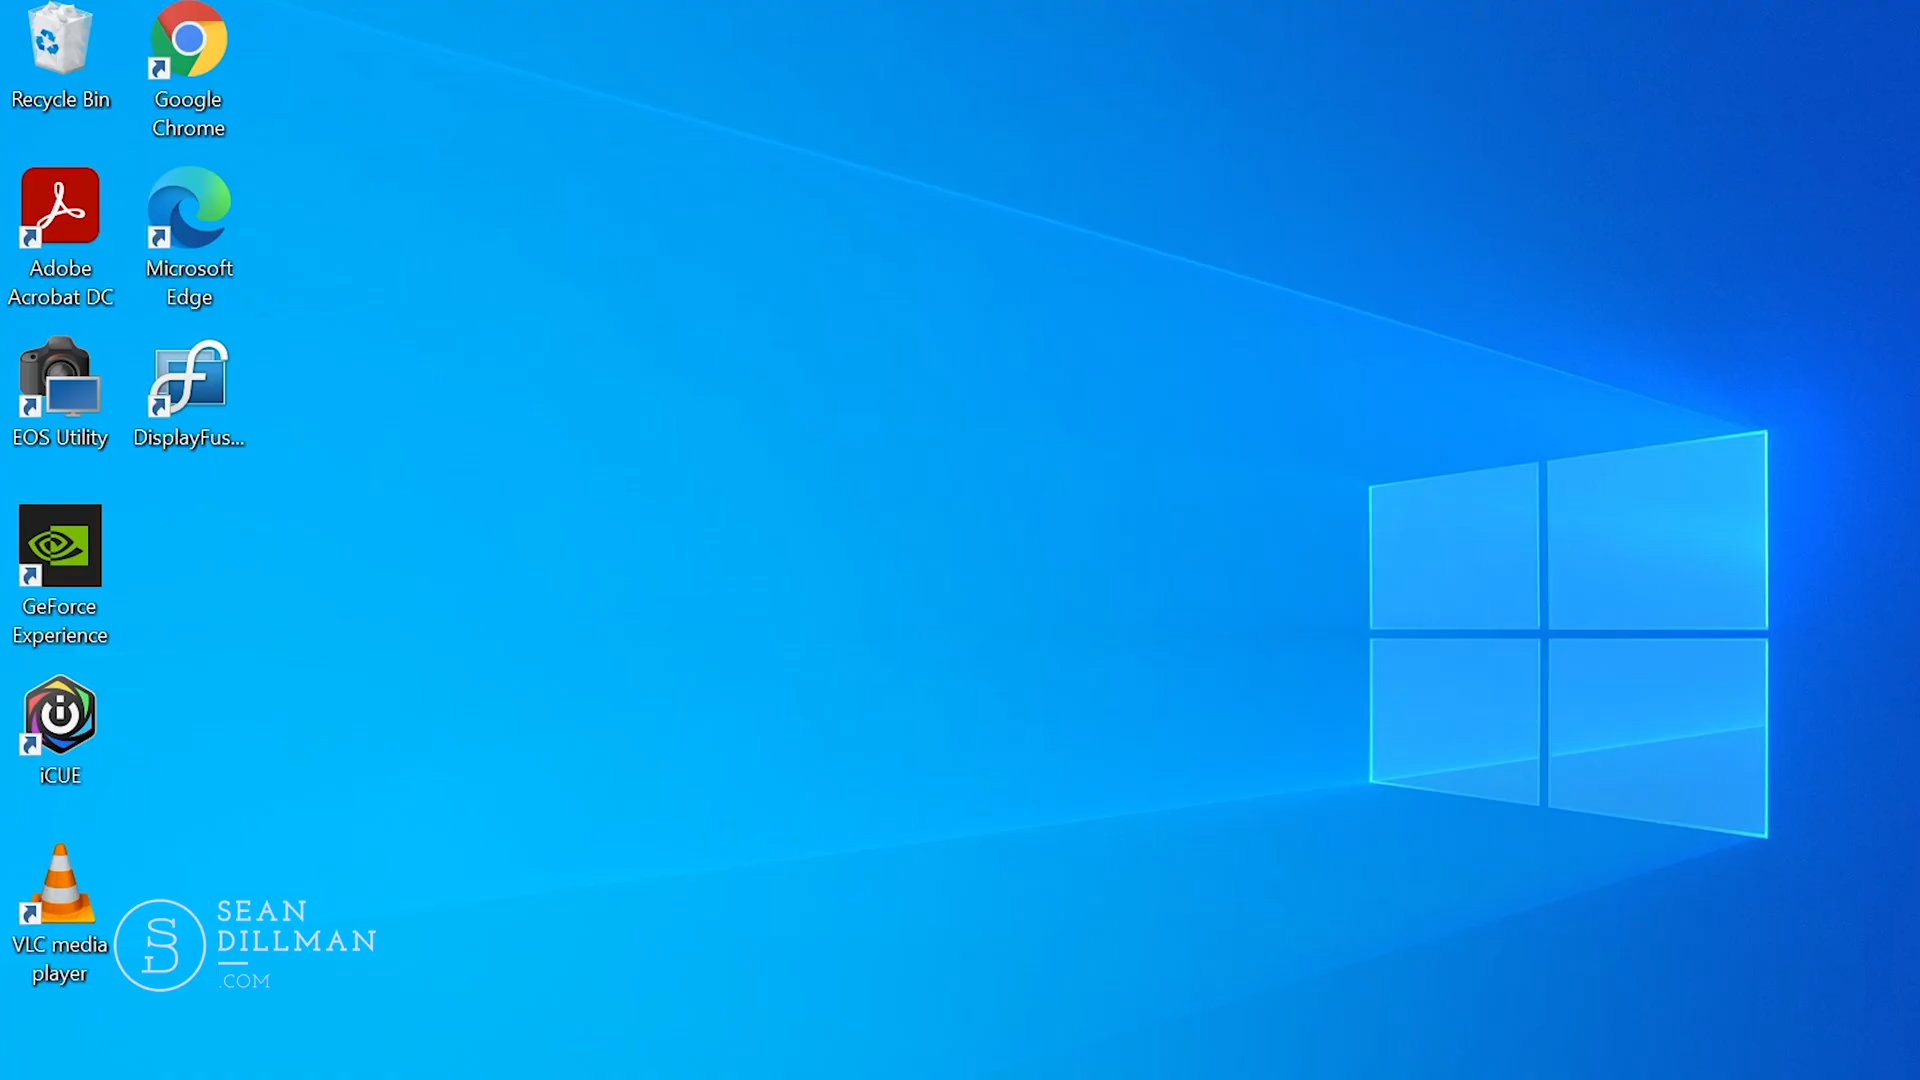 Recycle Bin
Google
Chrome
Adobe
Acrobat DC
Microsoft
Edge
EOS Utility
DisplayFus...
GeForce
Experience
iCUE
VLC media
player
SEAN
DILLMAN
.COM